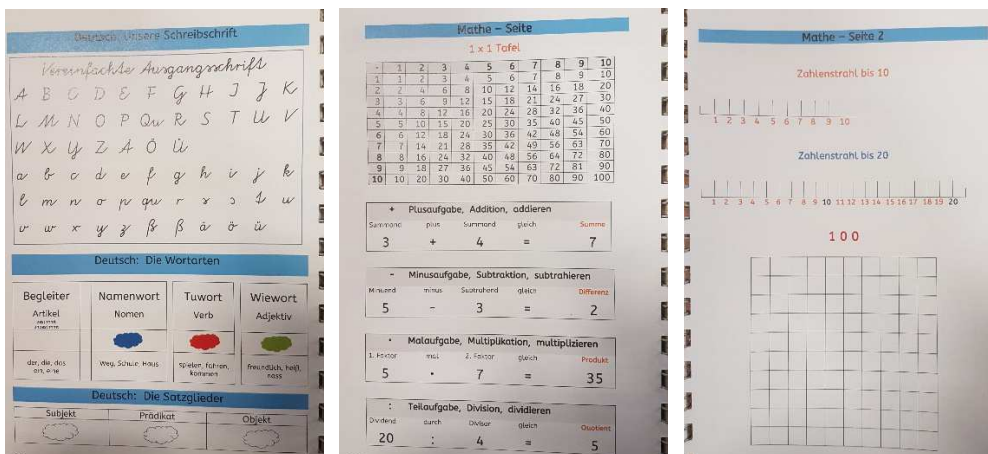 Deutsch: Unsere Schreibschrift
Vereinfachte Ausgangsschrift
A B C D E F G H I J K
L M N O P Qu R S T U V
W X Y Z Ä Ö Ü
a b c d e f g h i j k
l m n o p qu r s t u
v w x y z ß ä ö ü
Deutsch: Die Wortarten
Begleiter Namenwort Tuwort Wiewort
Artikel Nomen Verb Adjektiv
der, die, das Weg, Schule, Haus spielen, fahren, freundlich, heiß,
ein, eine kommen nass
Deutsch: Die Satzglieder
Subjekt Prädikat Objekt
Mathe – Seite
1 x 1 Tafel
· 1 2 3 4 5 6 7 8 9 10
1 1 2 3 4 5 6 7 8 9 10
2 2 4 6 8 10 12 14 16 18 20
3 3 6 9 12 15 18 21 24 27 30
4 4 8 12 16 20 24 28 32 36 40
5 5 10 15 20 25 30 35 40 45 50
6 6 12 18 24 30 36 42 48 54 60
7 7 14 21 28 35 42 49 56 63 70
8 8 16 24 32 40 48 56 64 72 80
9 9 18 27 36 45 54 63 72 81 90
10 10 20 30 40 50 60 70 80 90 100
+ Plusaufgabe, Addition, addieren
Summand plus Summand gleich Summe
3 + 4 = 7
- Minusaufgabe, Subtraktion, subtrahieren
Minuend minus Subtrahend gleich Differenz
5 - 3 = 2
· Malaufgabe, Multiplikation, multiplizieren
1. Faktor mal 2. Faktor gleich Produkt
5 · 7 = 35
: Teilaufgabe, Division, dividieren
Dividend durch Divisor gleich Quotient
20 : 4 = 5
Mathe – Seite 2
Zahlenstrahl bis 10
1 2 3 4 5 6 7 8 9 10
Zahlenstrahl bis 20
1 2 3 4 5 6 7 8 9 10 11 12 13 14 15 16 17 18 19 20
100